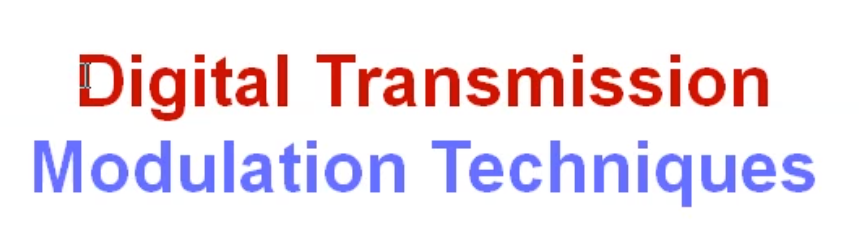 Digital Transmission
Modulation Techniques